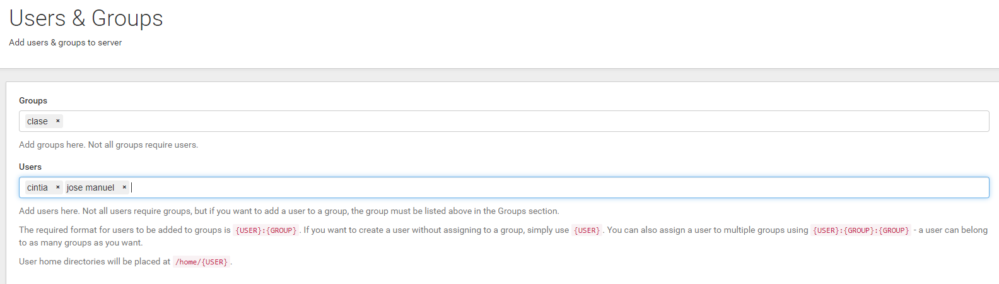 Users & Groups
Add users & groups to server
Groups
clase ×
Add groups here. Not all groups require users.
Users
cintia × jose manuel ×
Add users here. Not all users require groups, but if you want to add a user to a group, the group must be listed above in the Groups section.
The required format for users to be added to groups is {USER}:{GROUP}. If you want to create a user without assigning to a group, simply use {USER}. You can also assign a user to multiple groups using {USER}:{GROUP}:{GROUP} - a user can belong
to as many groups as you want.
User home directories will be placed at /home/{USER}.